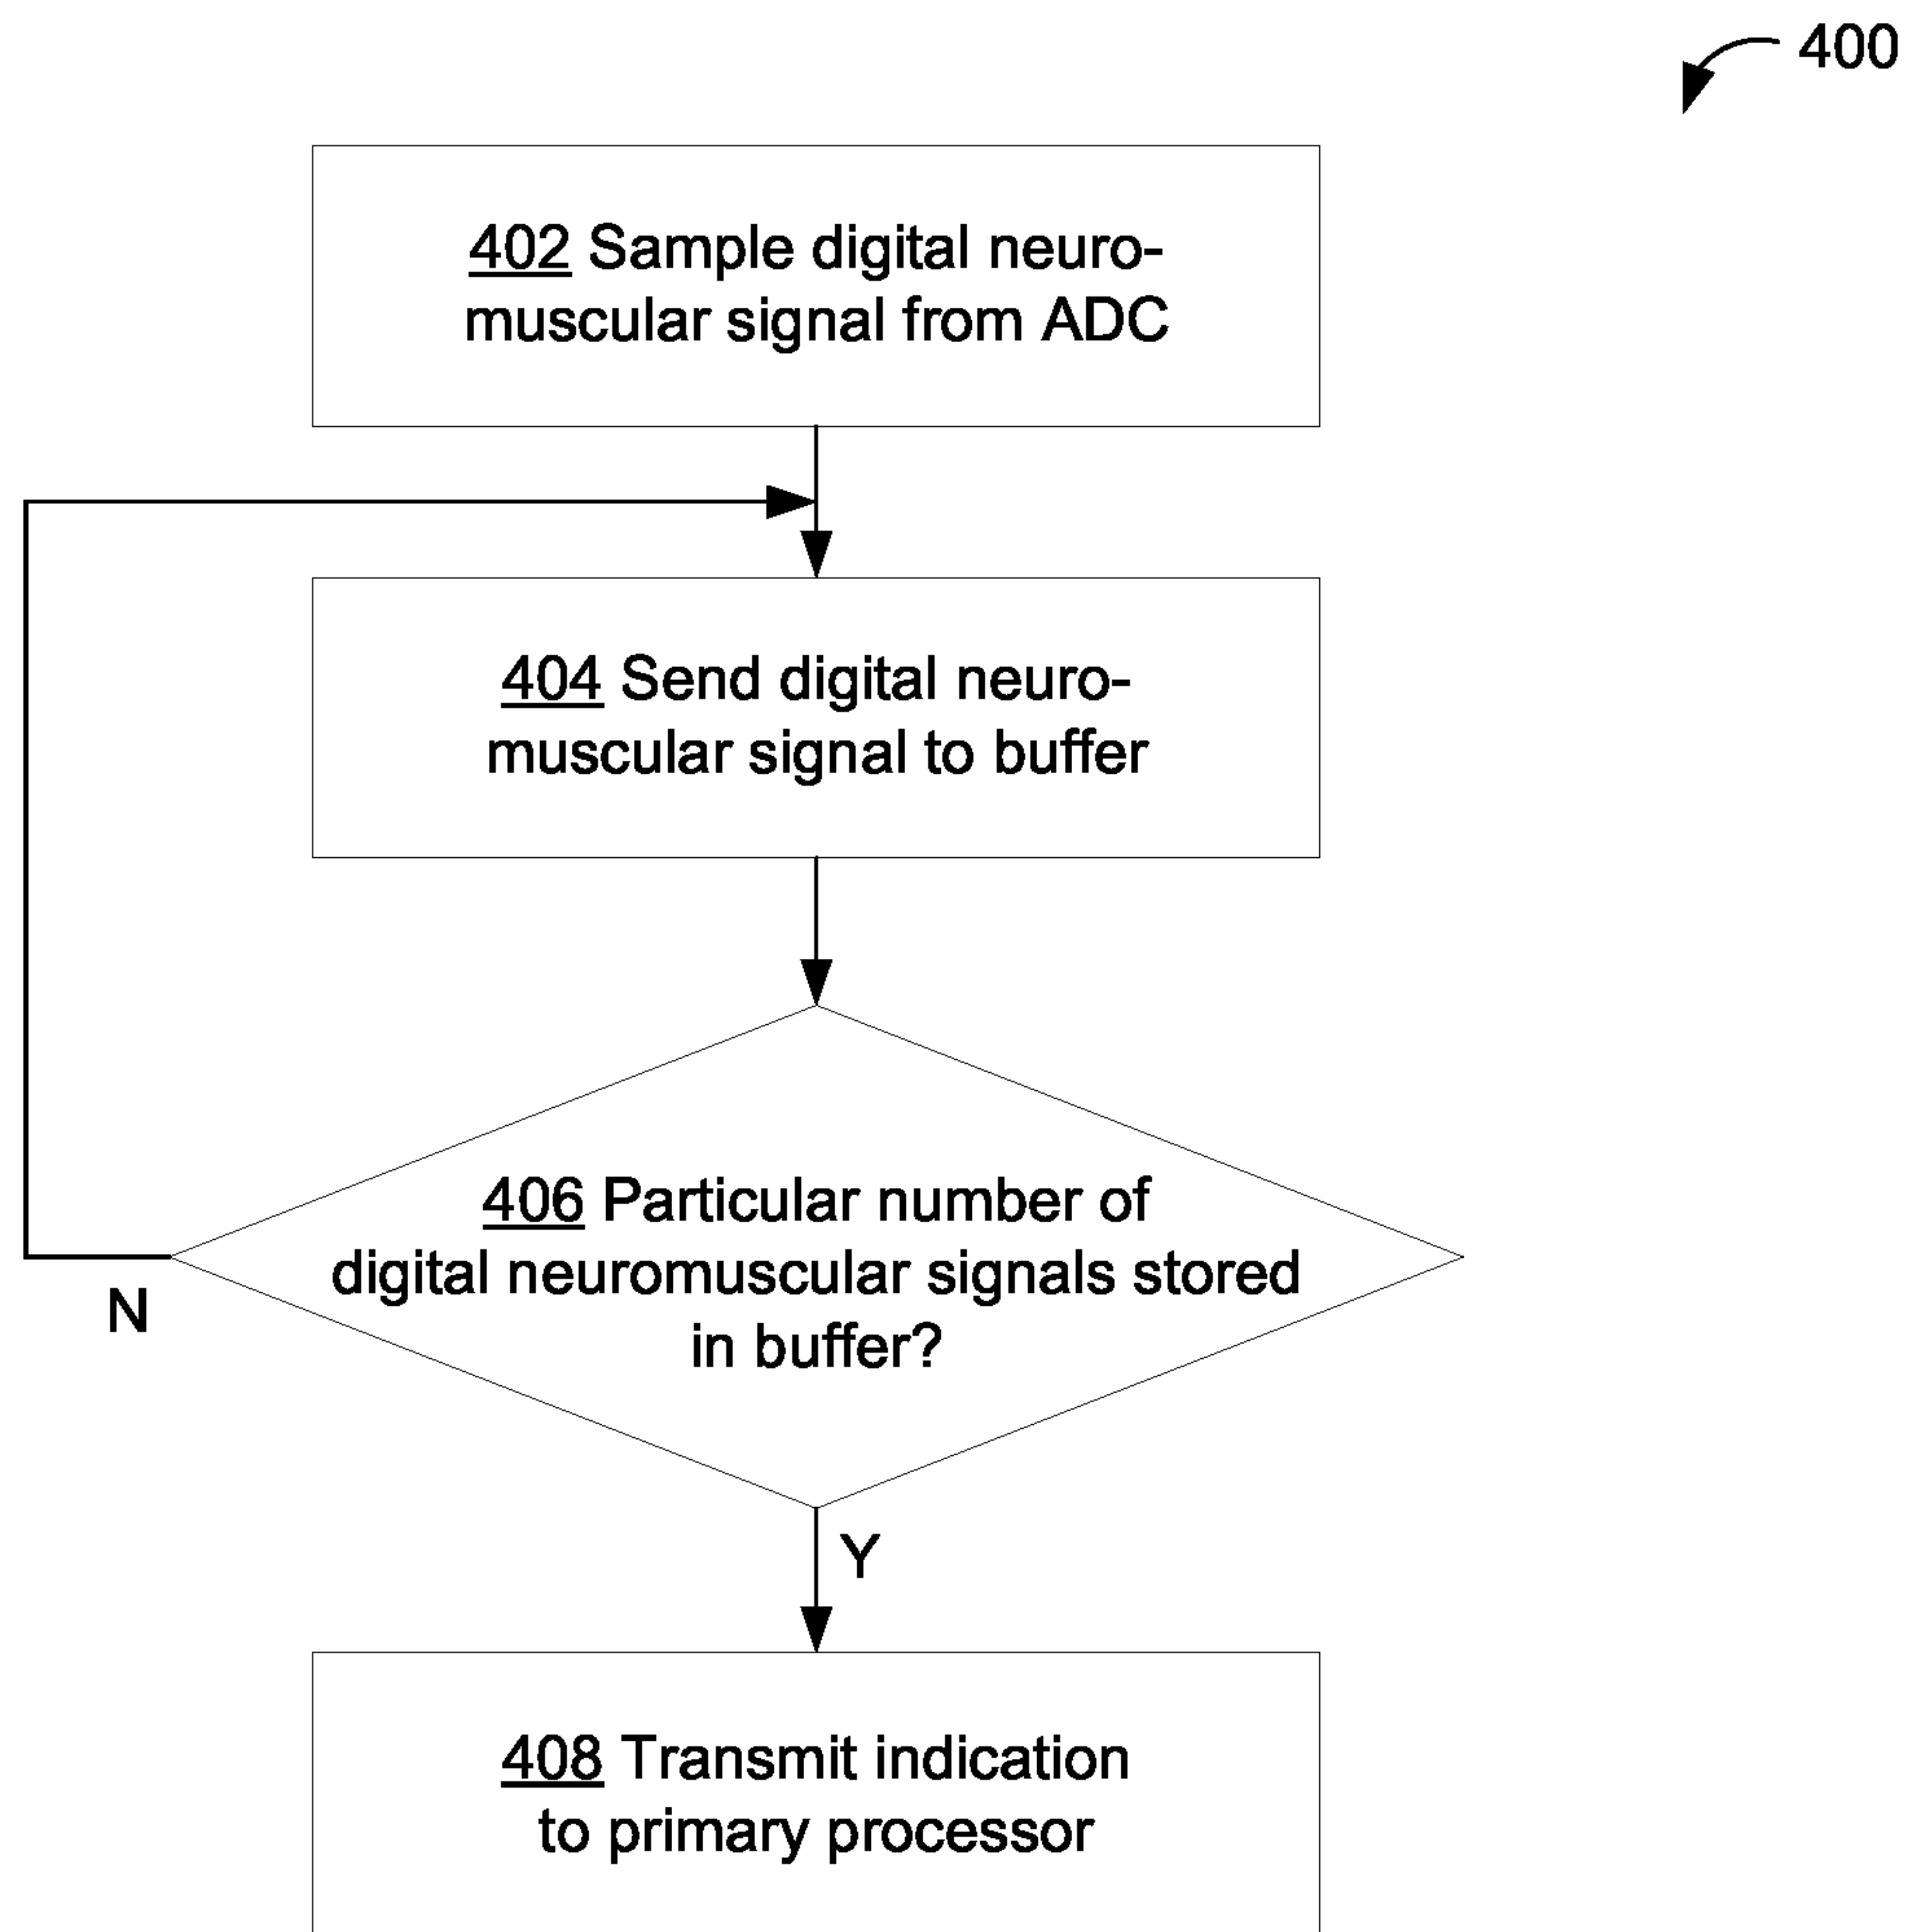 400
402 Sample digital neuro-
muscular signal from ADC
404 Send digital neuro-
muscular signal to buffer
406 Particular number of
digital neuromuscular signals stored
in buffer?
N
Y
408 Transmit indication
to primary processor